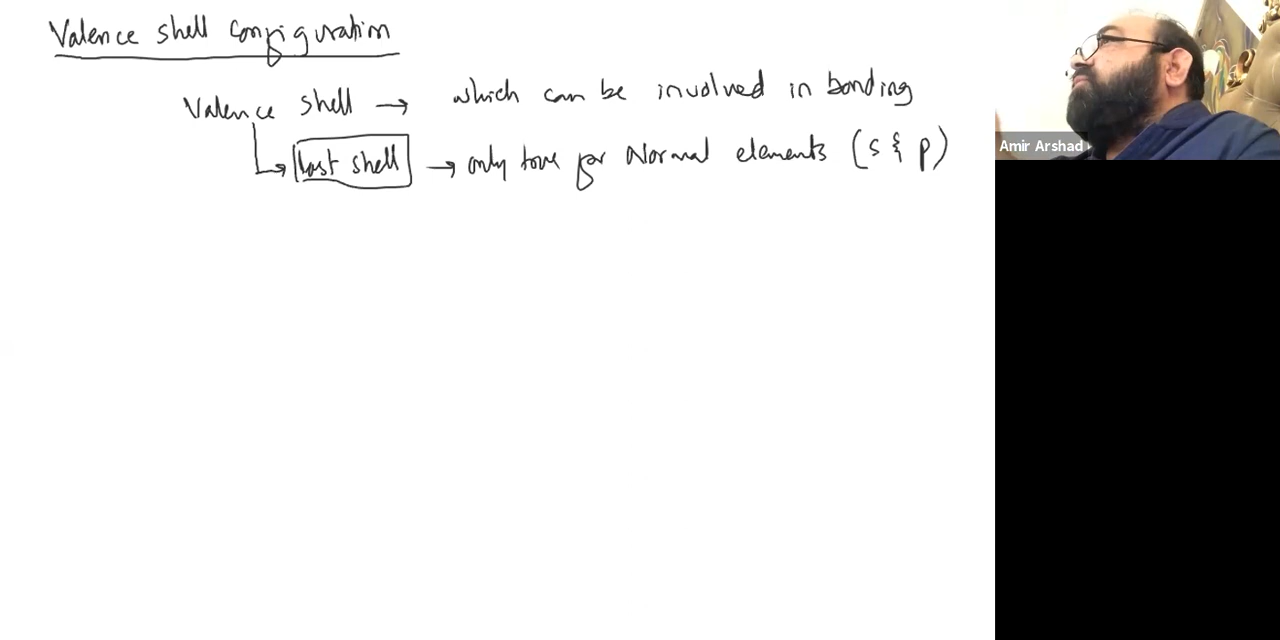 Valence shell configuration
Valence shell → which can be involved in bonding
last shell → only true for Normal elements (s & p)
Amir Arshad